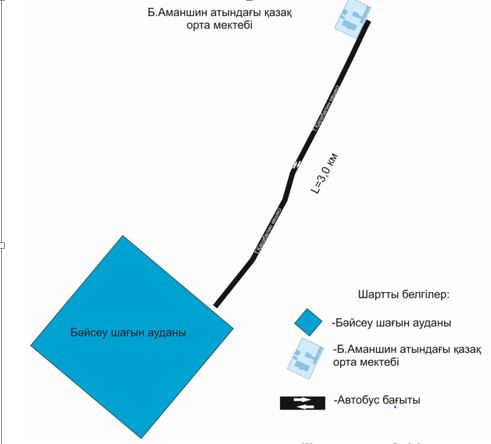 Б.Аманшин атындағы қазақ
орта мектебі
L=3,0 км
Бәйсеу шағын ауданы
Шартты белгілер:
-Бәйсеу шағын ауданы
-Б.Аманшин атындағы қазақ
орта мектебі
-Автобус бағыты